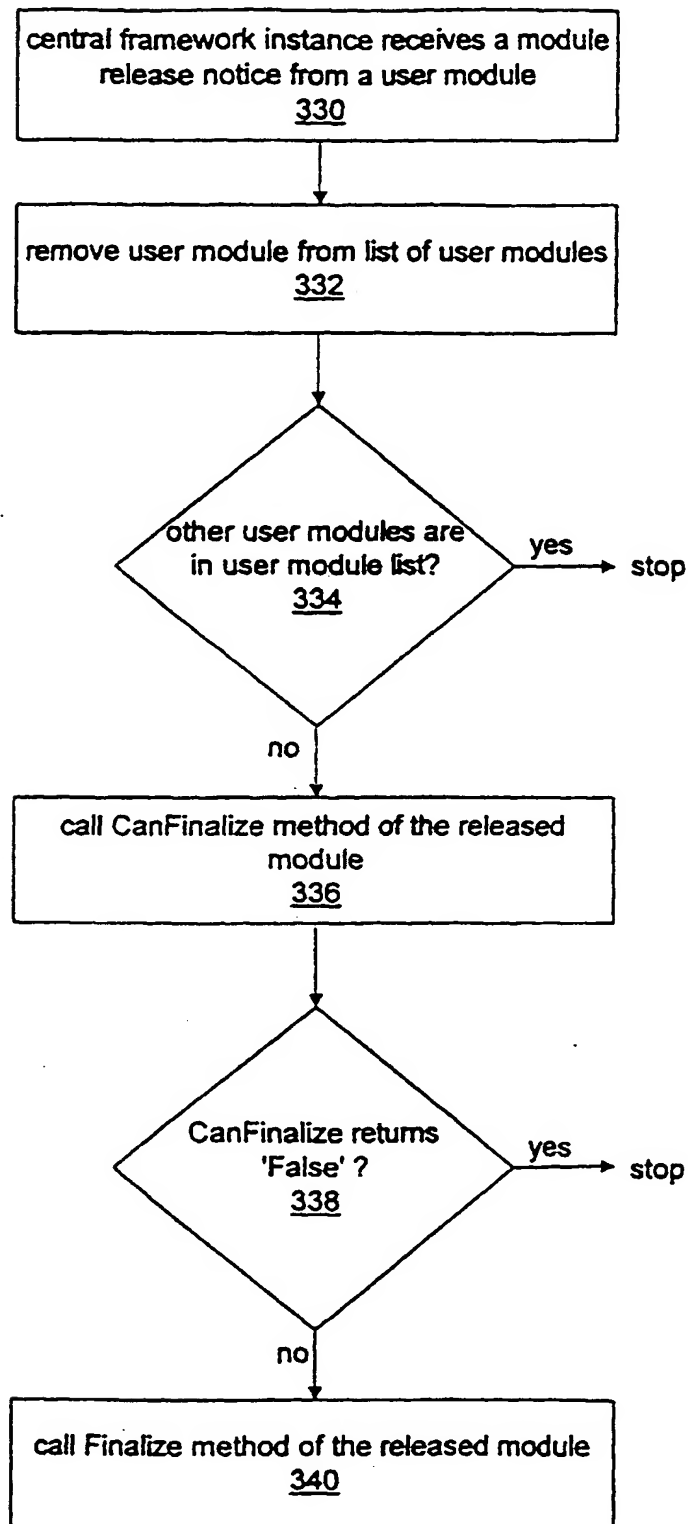 central framework instance receives a module
release notice from a user module
330
remove user module from list of user modules
332
other user modules are
in user module list?
334
yes
stop
no
call CanFinalize method of the released
module
336
CanFinalize returns
'False' ?
338
yes
stop
no
call Finalize method of the released module
340